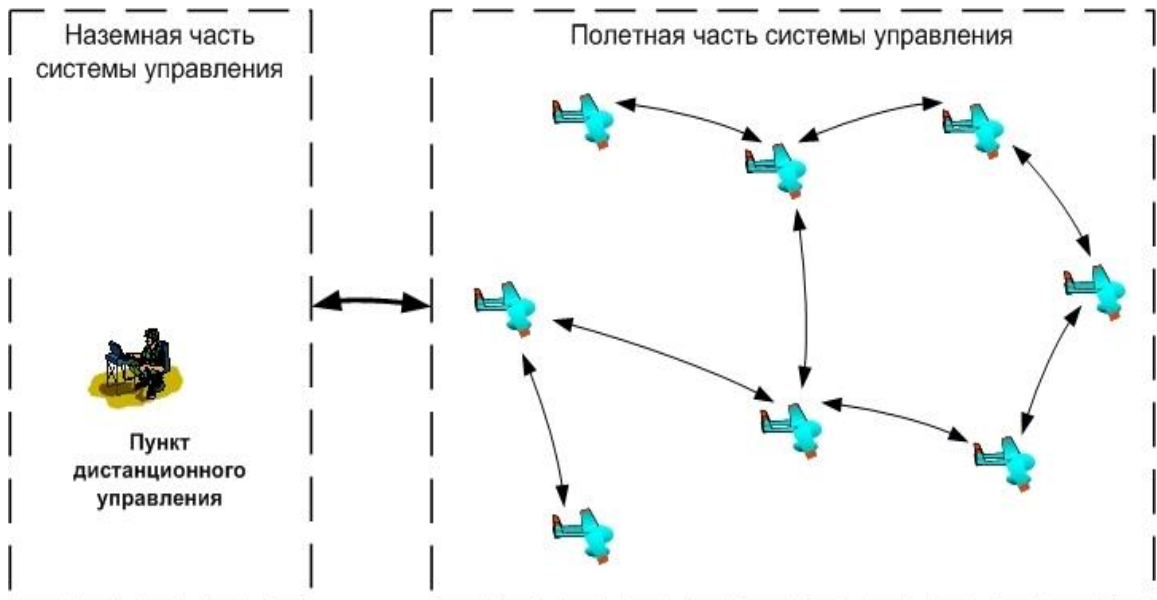 Наземная часть
системы управления
Полетная часть системы управления
Пункт
дистанционного
управления